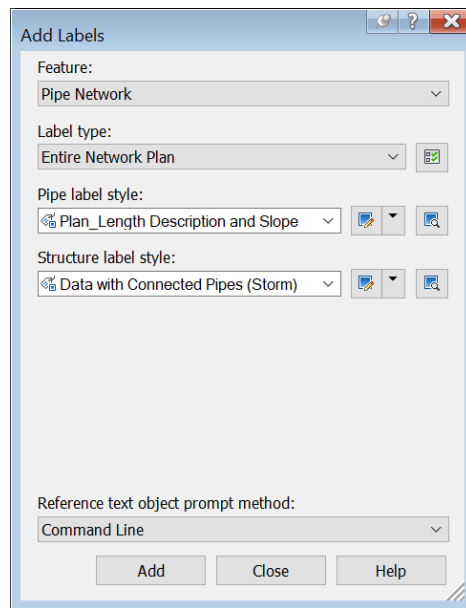 Add Labels
?
Feature:
Pipe Network
Label type:
Entire Network Plan
Pipe label style:
Plan_Length Description and Slope
Structure label style:
Data with Connected Pipes (Storm)
Reference text object prompt method:
Command Line
Add Close Help